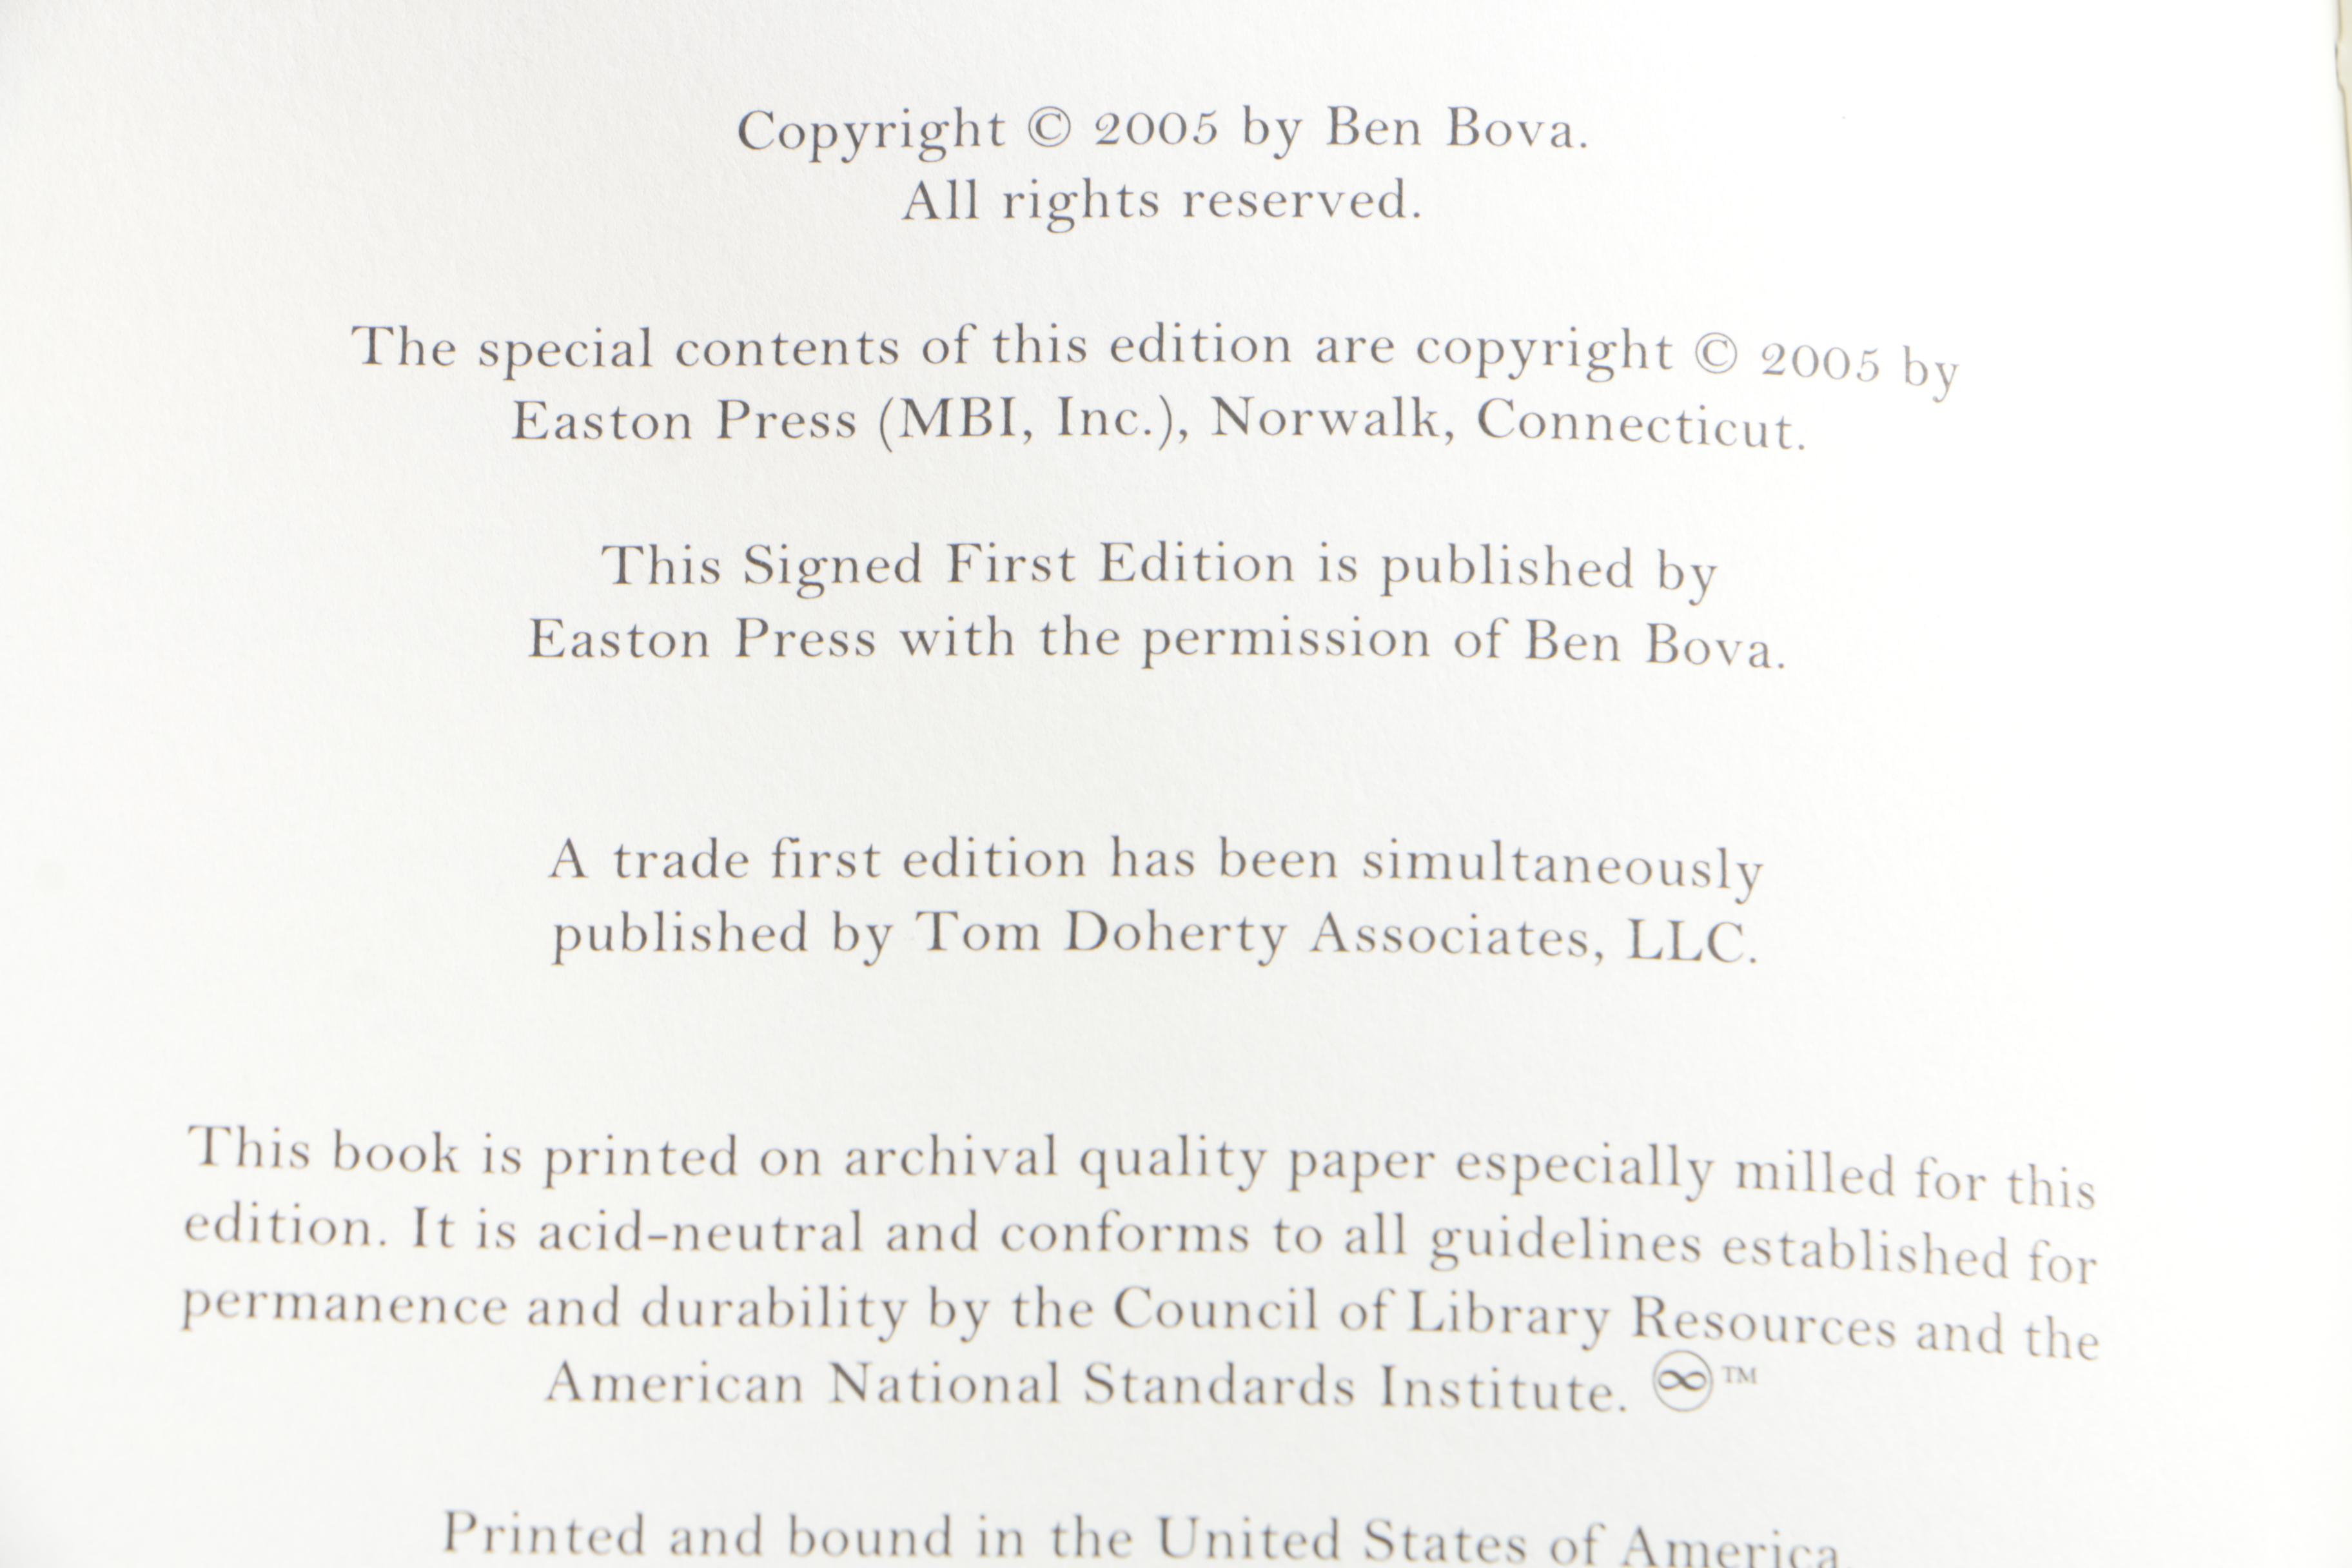 Copyright © 2005 by Ben Bova.
All rights reserved.
The special contents of this edition are copyright © 2005 by
Easton Press (MBI, Inc.), Norwalk, Connecticut.
This Signed First Edition is published by
Easton Press with the permission of Ben Bova.
A trade first edition has been simultaneously
published by Tom Doherty Associates, LLC.
This book is printed on archival quality paper especially milled for this
edition. It is acid-neutral and conforms to all guidelines established for
permanence and durability by the Council of Library Resources and the
American National Standards Institute. ♾™
Printed and bound in the United States of America.